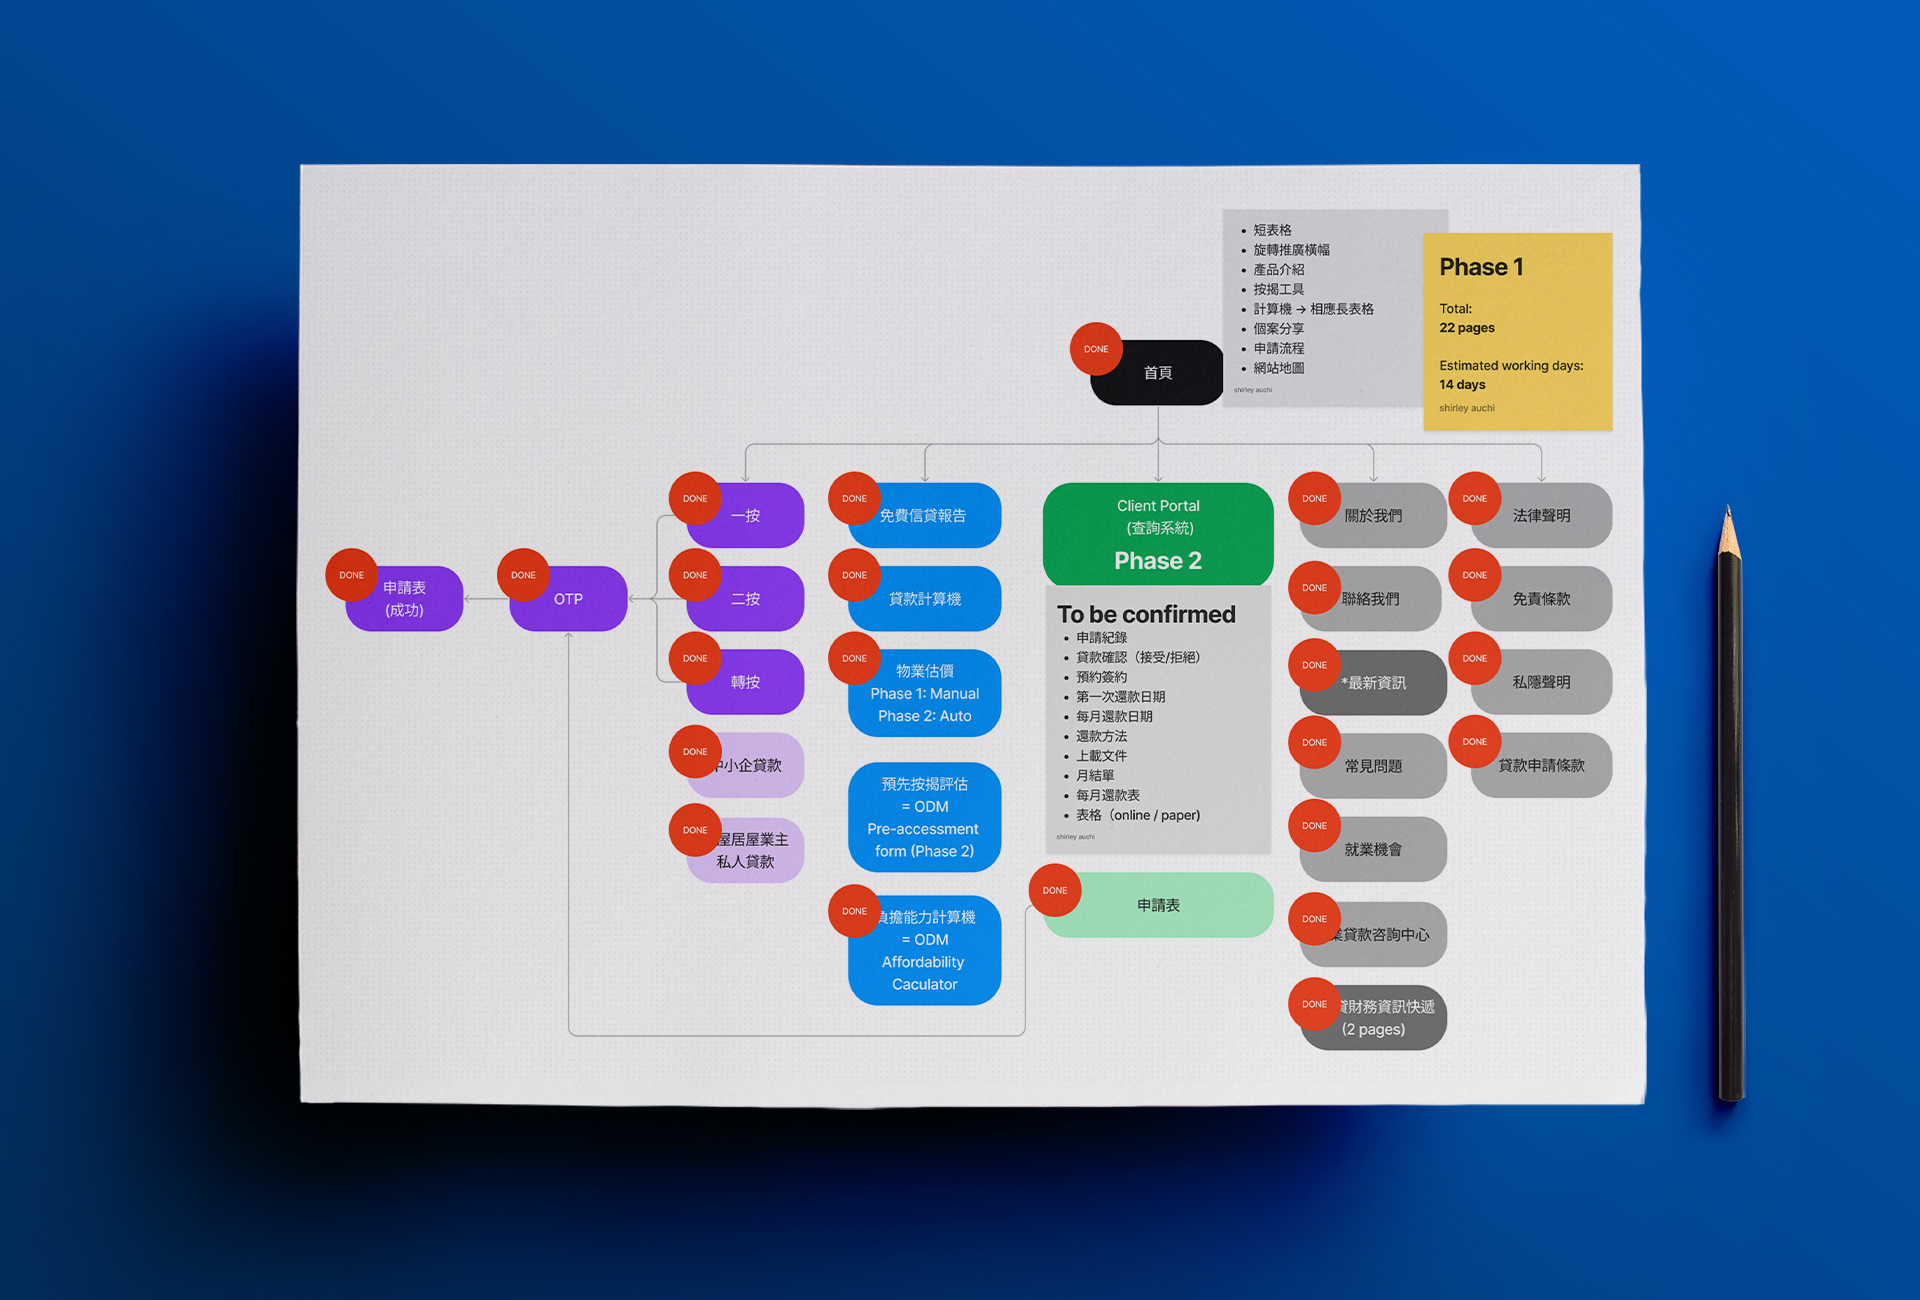 短表格
旋轉推廣橫幅
產品介紹
按揭工具
計算機 → 相應長表格
個案分享
申請流程
網站地圖
shirley auchi
Phase 1
Total:
22 pages
Estimated working days:
14 days
shirley auchi
DONE
首頁
DONE
申請表
(成功)
DONE
OTP
DONE
一按
DONE
二按
DONE
轉按
DONE
小企貸款
DONE
屋居屋業主
私人貸款
DONE
免費信貸報告
DONE
貸款計算機
DONE
物業估價
Phase 1: Manual
Phase 2: Auto
預先按揭評估
= ODM
Pre-accessment
form (Phase 2)
DONE
負擔能力計算機
= ODM
Affordability
Caculator
Client Portal
(查詢系統)
Phase 2
To be confirmed
申請紀錄
貸款確認（接受/拒絕）
預約簽約
第一次還款日期
每月還款日期
還款方法
上載文件
月結單
每月還款表
表格（online / paper)
shirley auchi
DONE
申請表
DONE
關於我們
DONE
聯絡我們
DONE
*最新資訊
DONE
常見問題
DONE
就業機會
DONE
業貸款咨詢中心
DONE
貸財務資訊快遞
(2 pages)
DONE
法律聲明
DONE
免責條款
DONE
私隱聲明
DONE
貸款申請條款